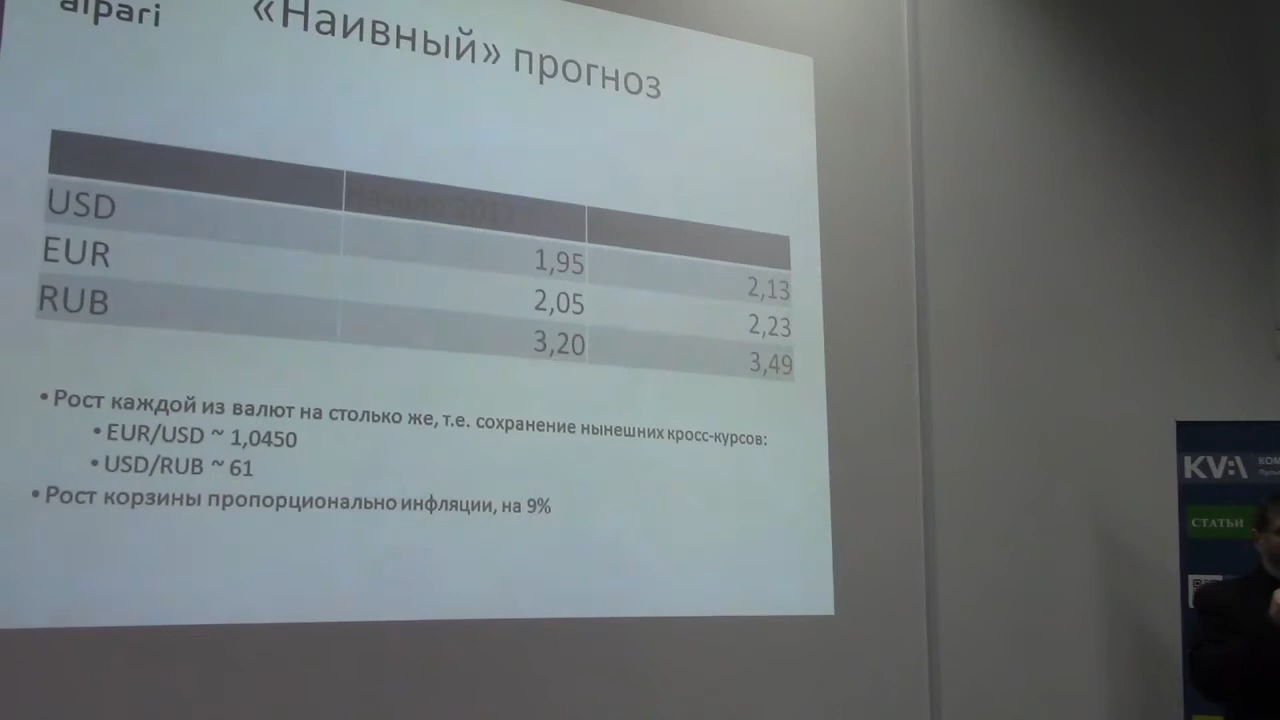 alpari
«Наивный» прогноз
USD 1,95 2,13
EUR 2,05 2,23
RUB 3,20 3,49
• Рост каждой из валют на столько же, т.е. сохранение нынешних кросс-курсов:
• EUR/USD ~ 1,0450
• USD/RUB ~ 61
• Рост корзины пропорционально инфляции, на 9%
KV:\
СТАТЬИ